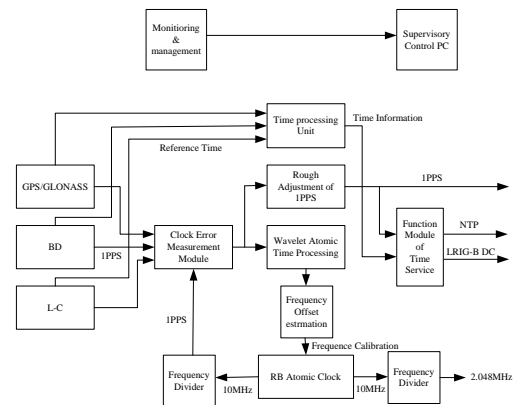 Monitoring
&
management
Supervisory
Control PC
Time processing
Unit
Time Information
Reference Time
GPS/GLONASS
Rough
Adjustment of
1PPS
1PPS
BD
1PPS
Clock Error
Measurement
Module
Wavelet Atomic
Time Processing
Function
Module
of
Time
Service
NTP
LRIG-B DC
L-C
1PPS
Frequency
Offset
estrmation
Frequence Calibration
Frequency
Divider
10MHz
RB Atomic Clock
10MHz
Frequency
Divider
2.048MHz